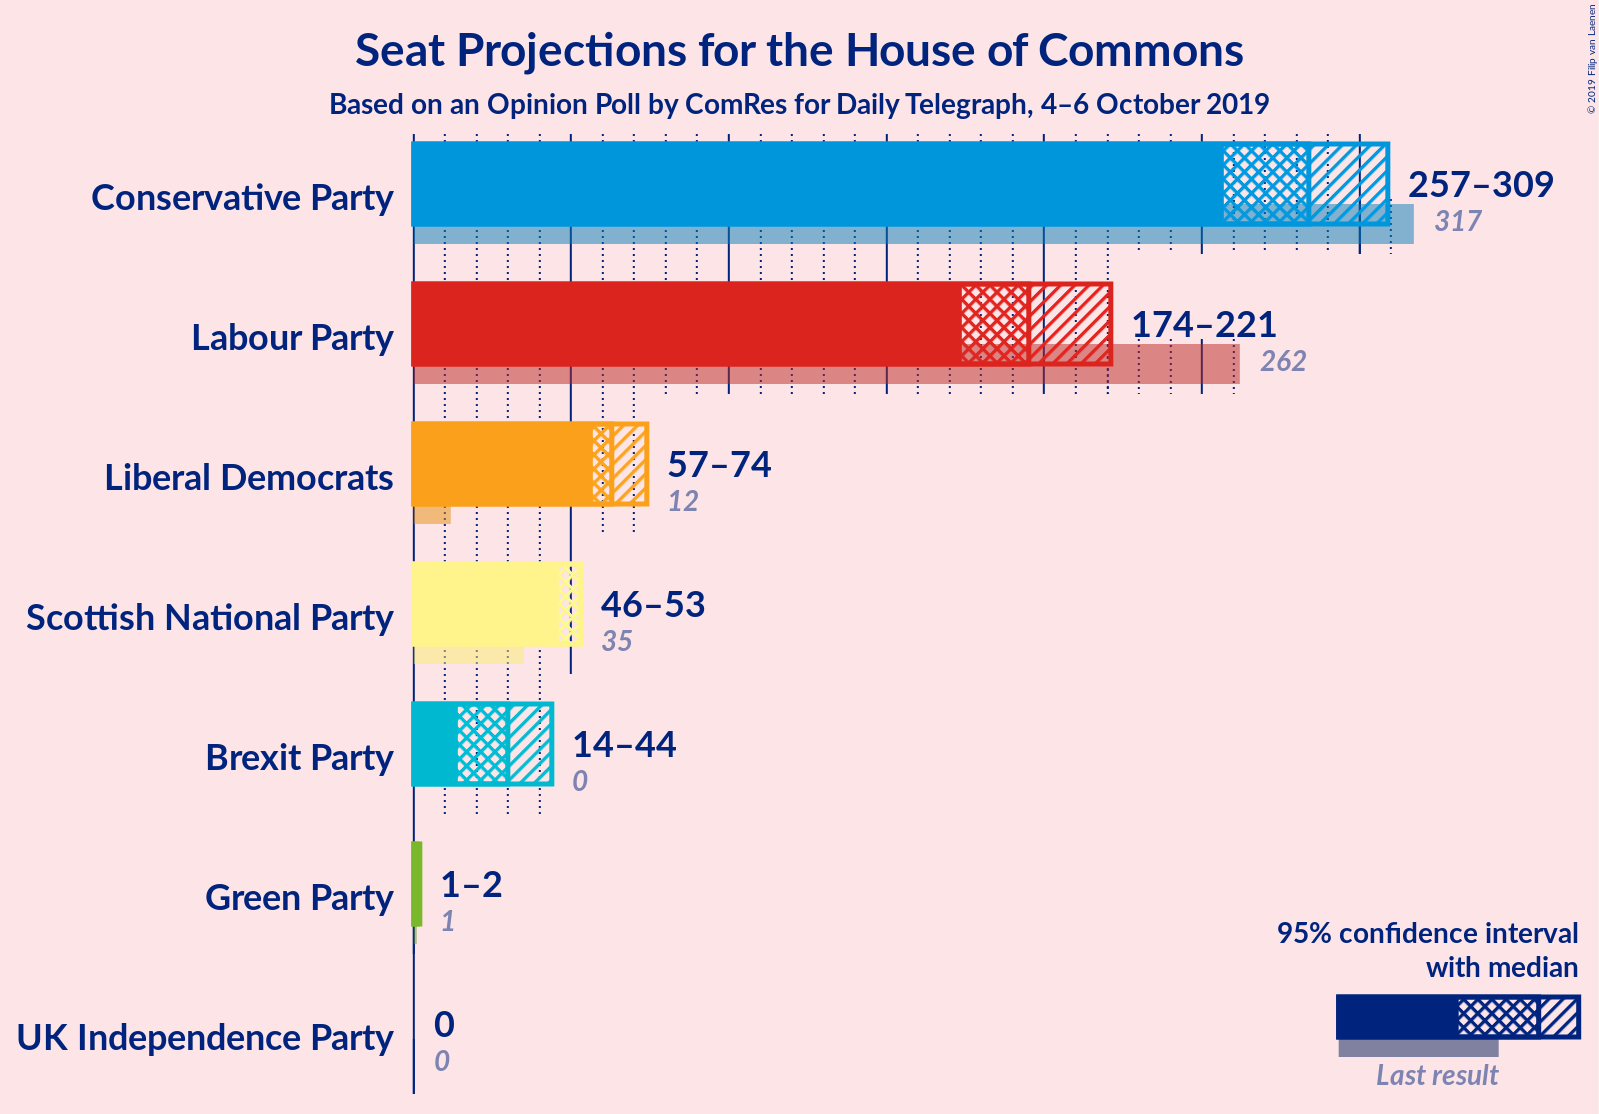 Seat Projections for the House of Commons
Based on an Opinion Poll by ComRes for Daily Telegraph, 4–6 October 2019
© 2019 Filip van Laenen
Conservative Party
257–309
317
Labour Party
174–221
262
Liberal Democrats
57–74
12
Scottish National Party
46–53
35
Brexit Party
14–44
0
Green Party
1–2
1
UK Independence Party
0
0
95% confidence interval
with median
Last result